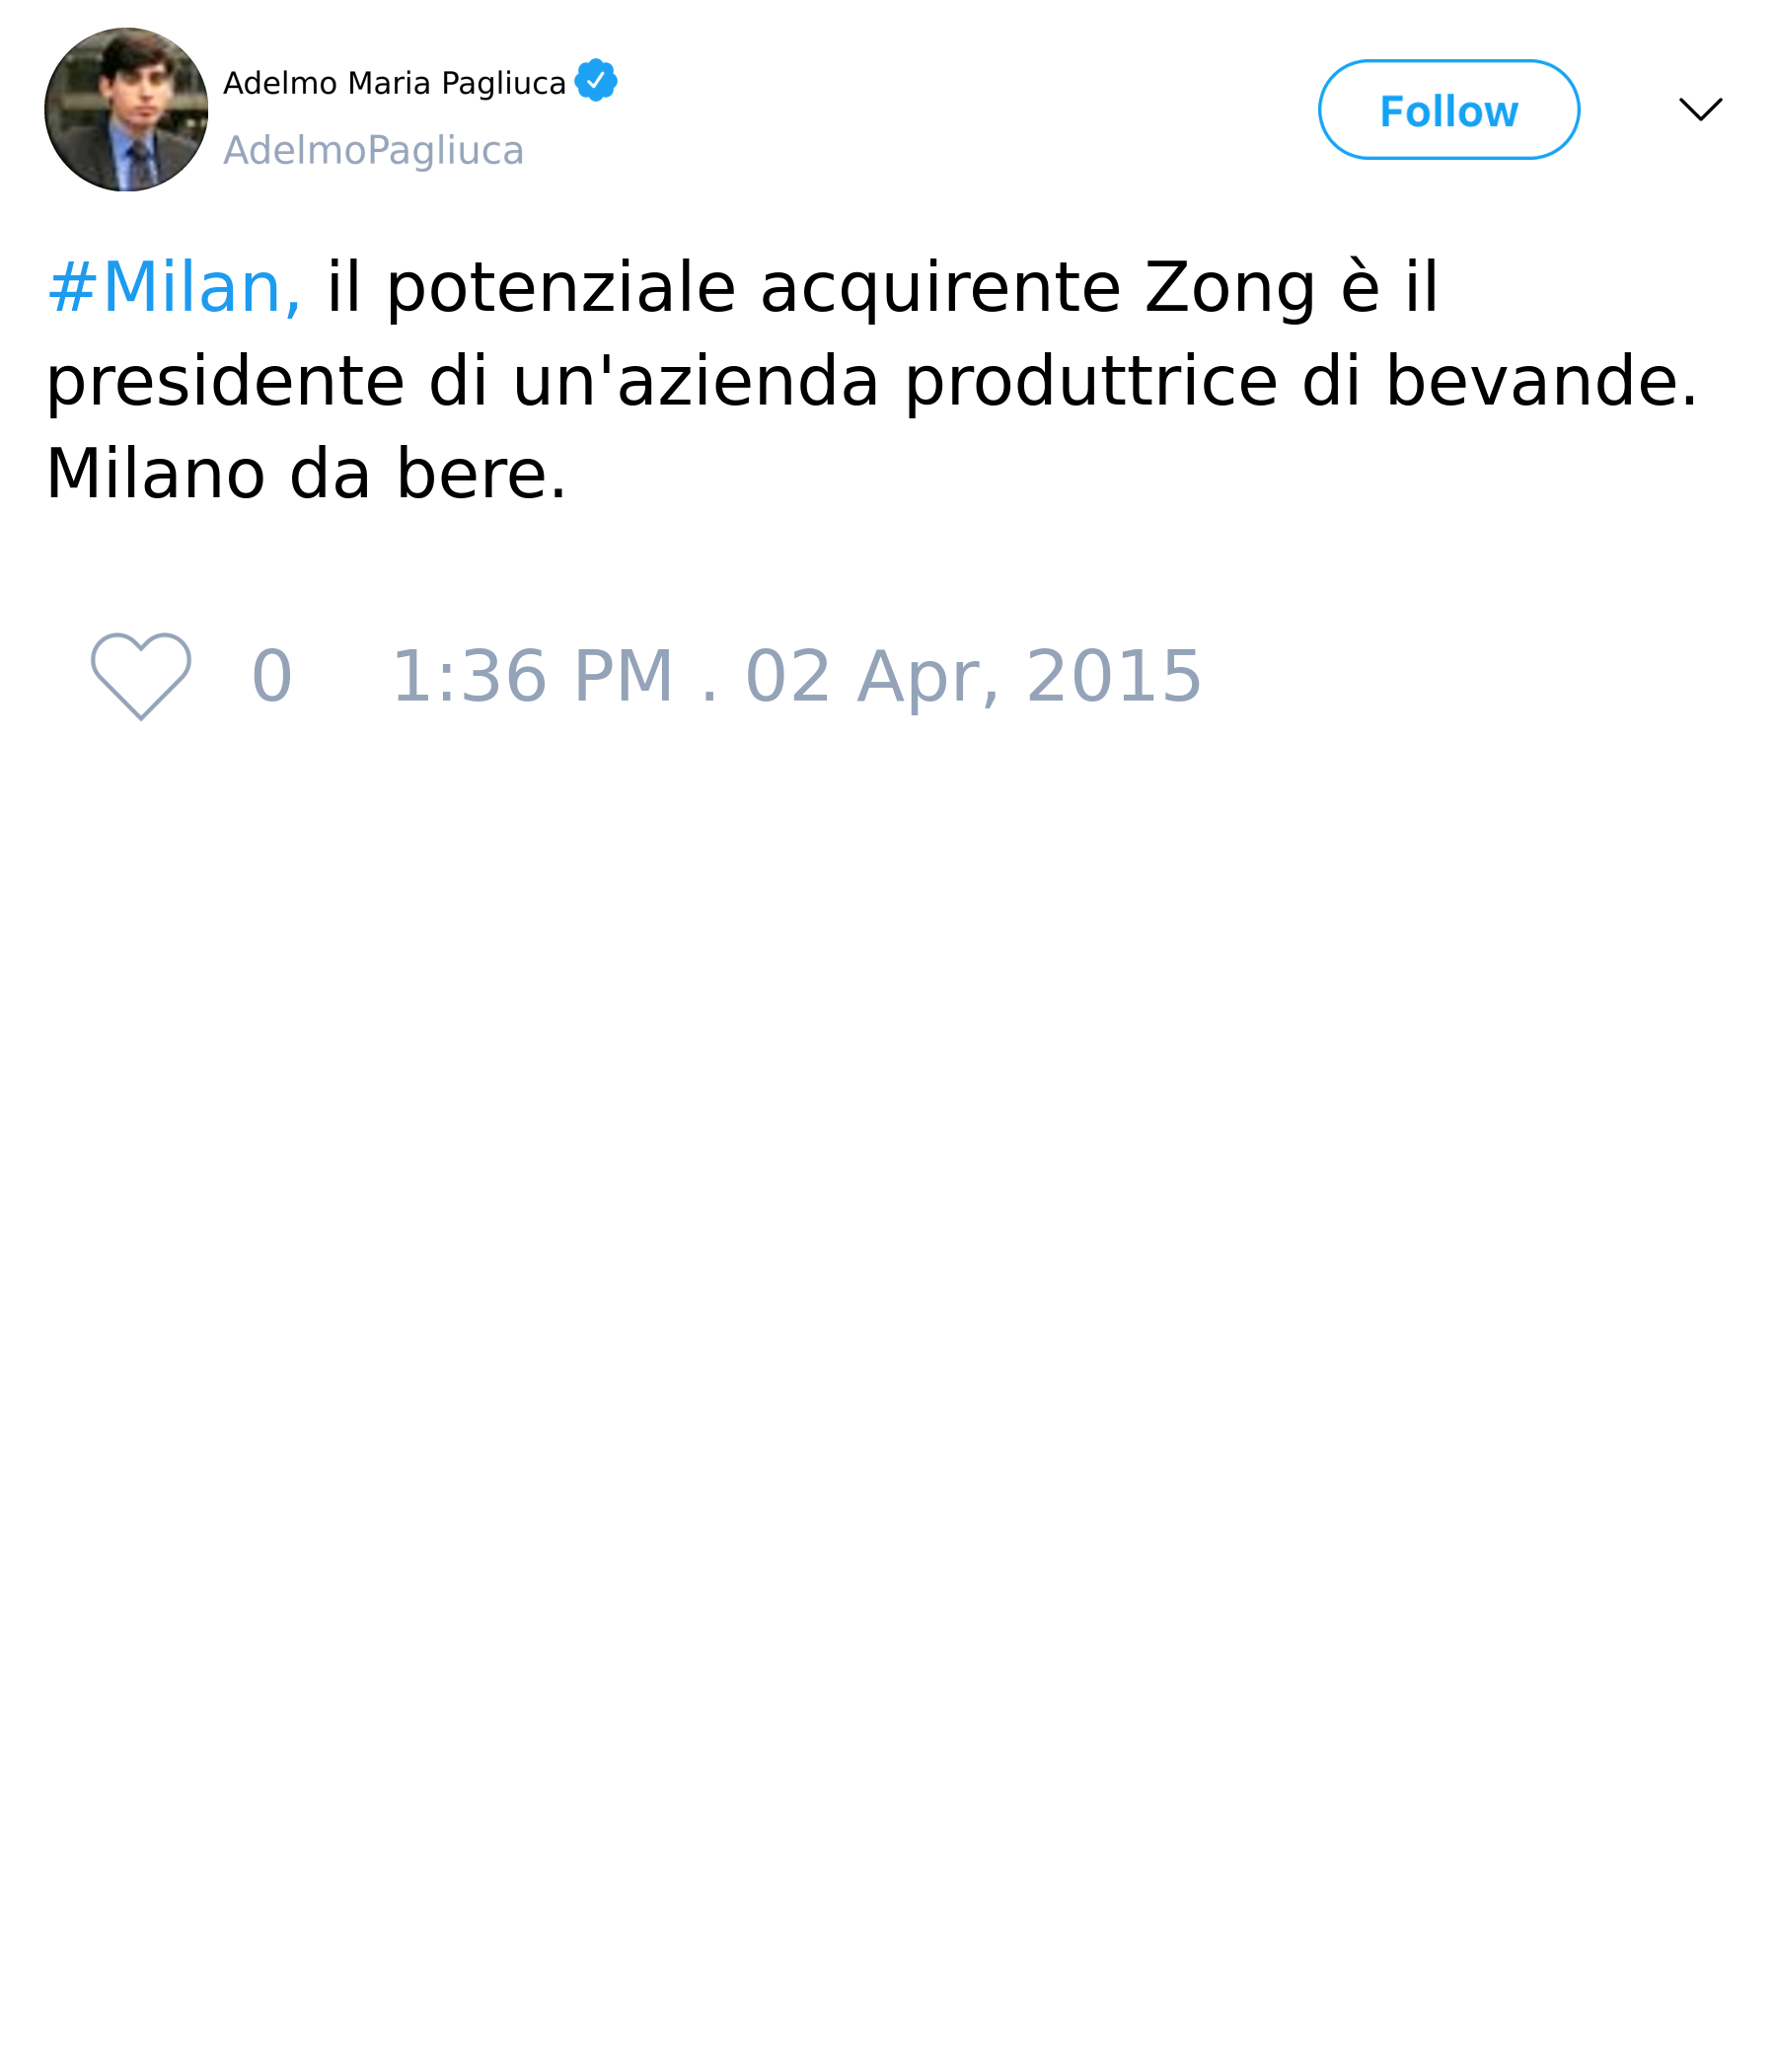 Adelmo Maria Pagliuca
AdelmoPagliuca
Follow
#Milan, il potenziale acquirente Zong è il
presidente di un'azienda produttrice di bevande.
Milano da bere.
0 1:36 PM . 02 Apr, 2015